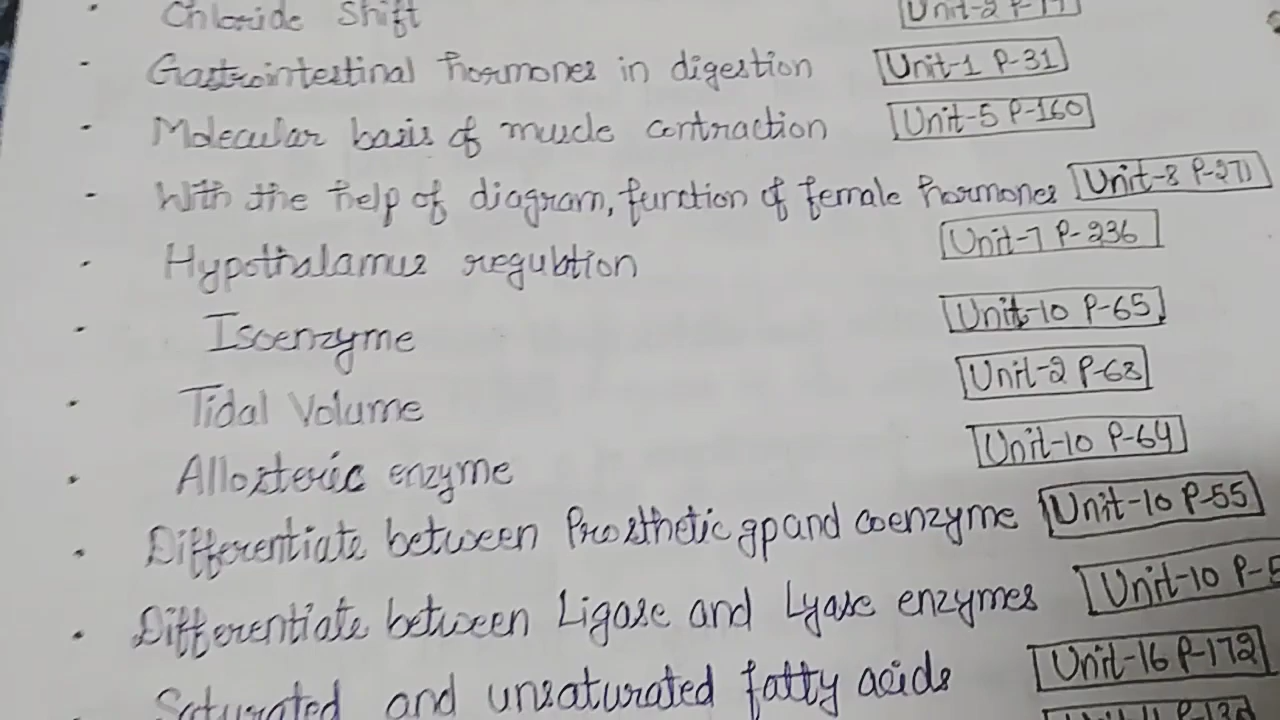 • Chloride Shift
- Gastrointestinal hormones in digestion Unit-1 P-31
- Molecular basis of muscle contraction Unit-5 P-160
- With the help of diagram, function of female hormones Unit-8 P-271
Unit-7 P-236
• Hypothalamus regulation
• Isoenzyme Unit-10 P-65
• Tidal Volume Unit-2 P-68
• Allosteric enzyme Unit-10 P-64
• Differentiate between Prosthetic gp and coenzyme Unit-10 P-55
• Differentiate between Ligase and Lyase enzymes Unit-10
Saturated and unsaturated fatty acids Unit-16 P-172